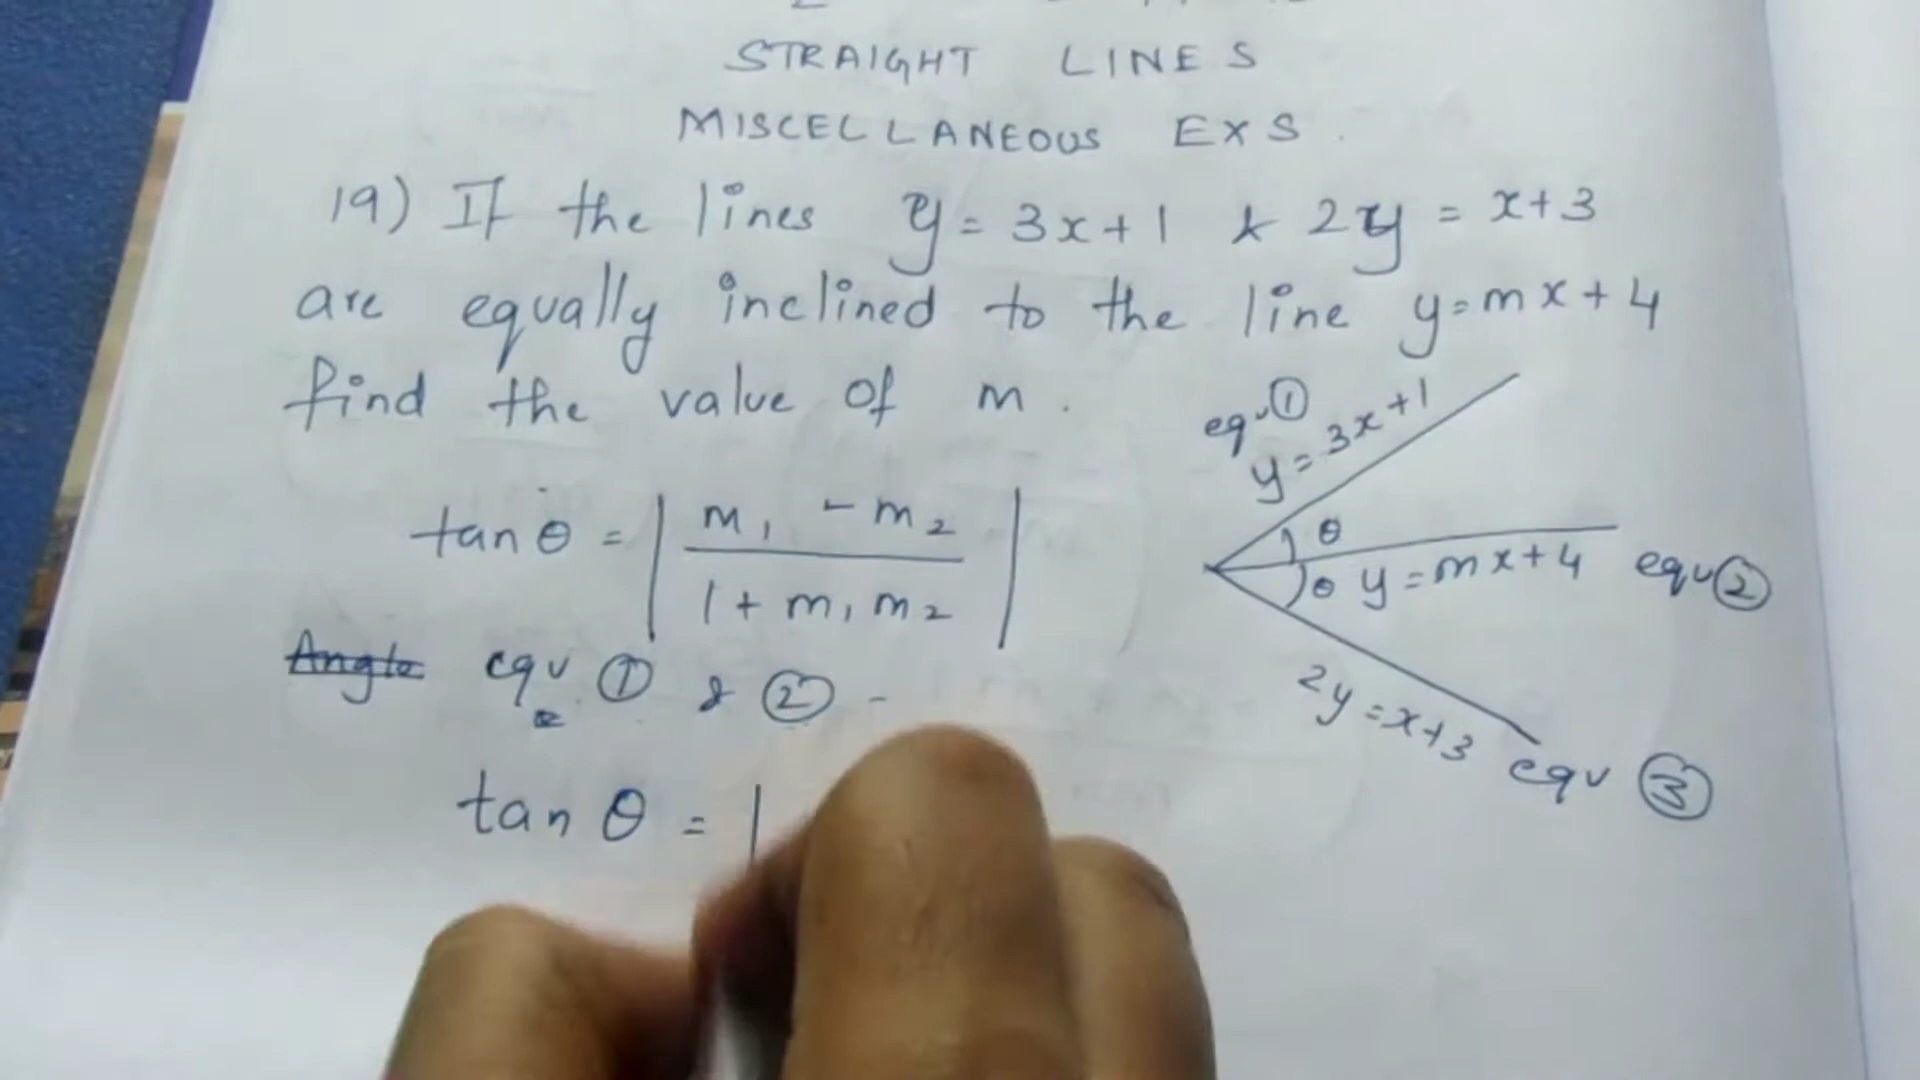 STRAIGHT LINES
MISCELLANEOUS EXS.
19) If the lines y = 3x+1 & 2y = x+3
are equally inclined to the line y=mx+4
find the value of m.
equ ①
y = 3x+1
tan θ = | m₁ - m₂ / 1 + m₁ m₂ |
θ
θ y = mx+4 equ ②
Angle equ ① & ② -
2y = x+3 equ ③
tan θ = |